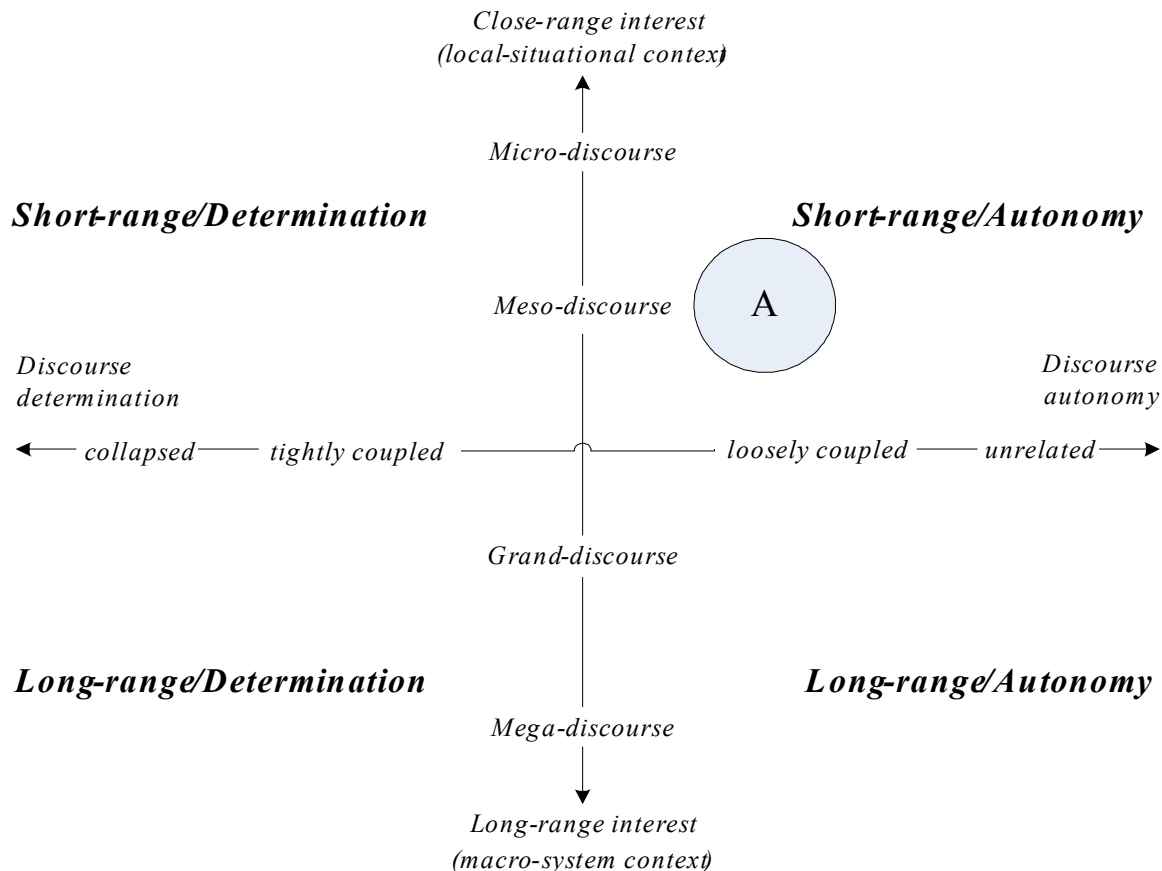 Close-range interest
(local-situational context)
Micro-discourse
Short-range/Determination
Short-range/Autonomy
Meso-discourse
A
Discourse
determination
Discourse
autonomy
collapsed
tightly coupled
loosely coupled
unrelated
Grand-discourse
Long-range/Determination
Long-range/Autonomy
Mega-discourse
Long-range interest
(macro-system context)